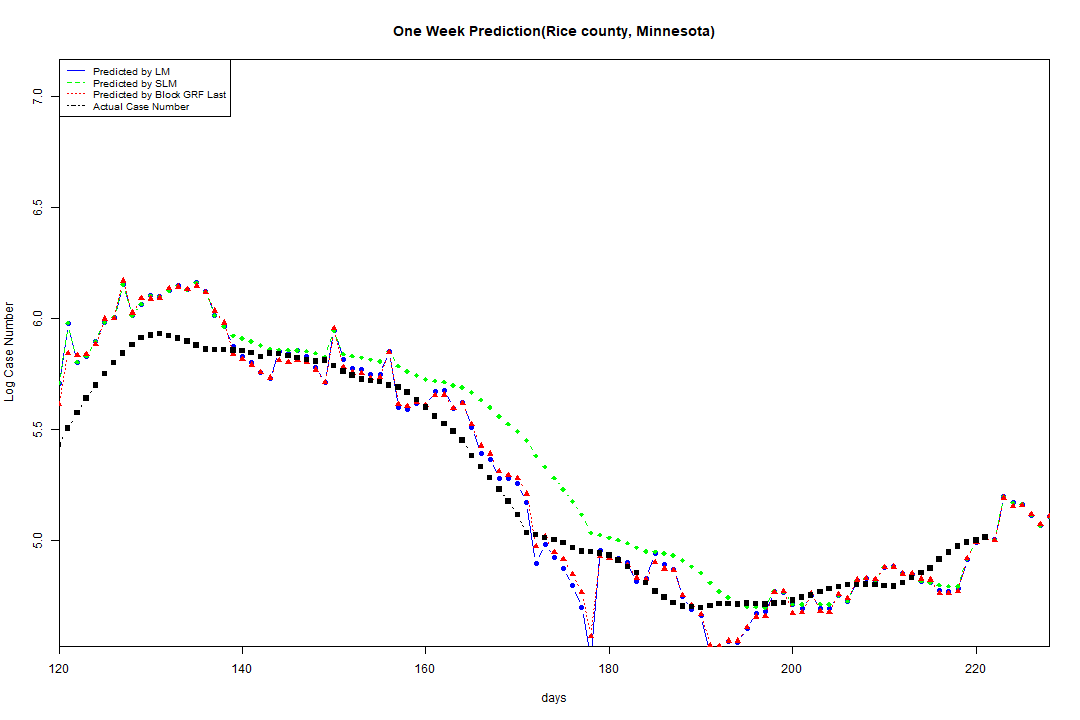 One Week Prediction(Rice county, Minnesota)
Predicted by LM
Predicted by SLM
Predicted by Block GRF Last
Actual Case Number
7.0
6.5
6.0
5.5
5.0
Log Case Number
120 140 160 180 200 220
days